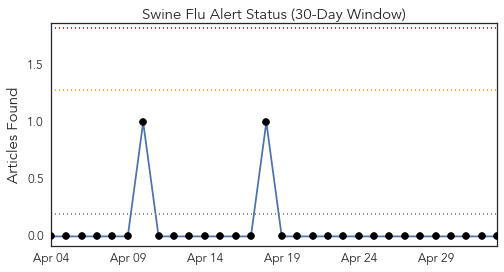 Swine Flu Alert Status (30-Day Window)
Articles Found
1.5
1.0
0.5
0.0
Apr 04 Apr 09 Apr 14 Apr 19 Apr 24 Apr 29